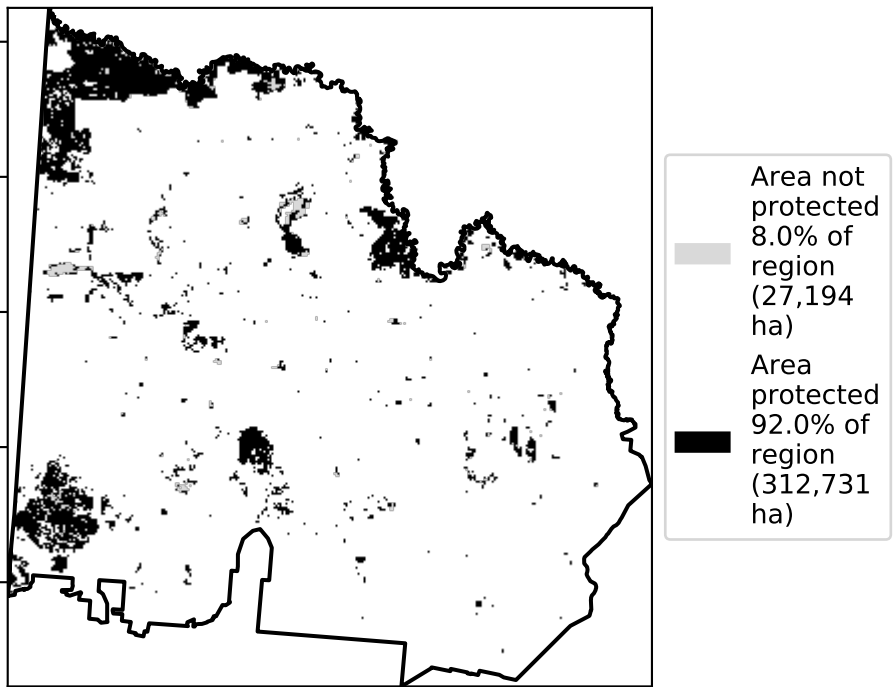 Area not
protected
8.0% of
region
(27,194
ha)
Area
protected
92.0% of
region
(312,731
ha)